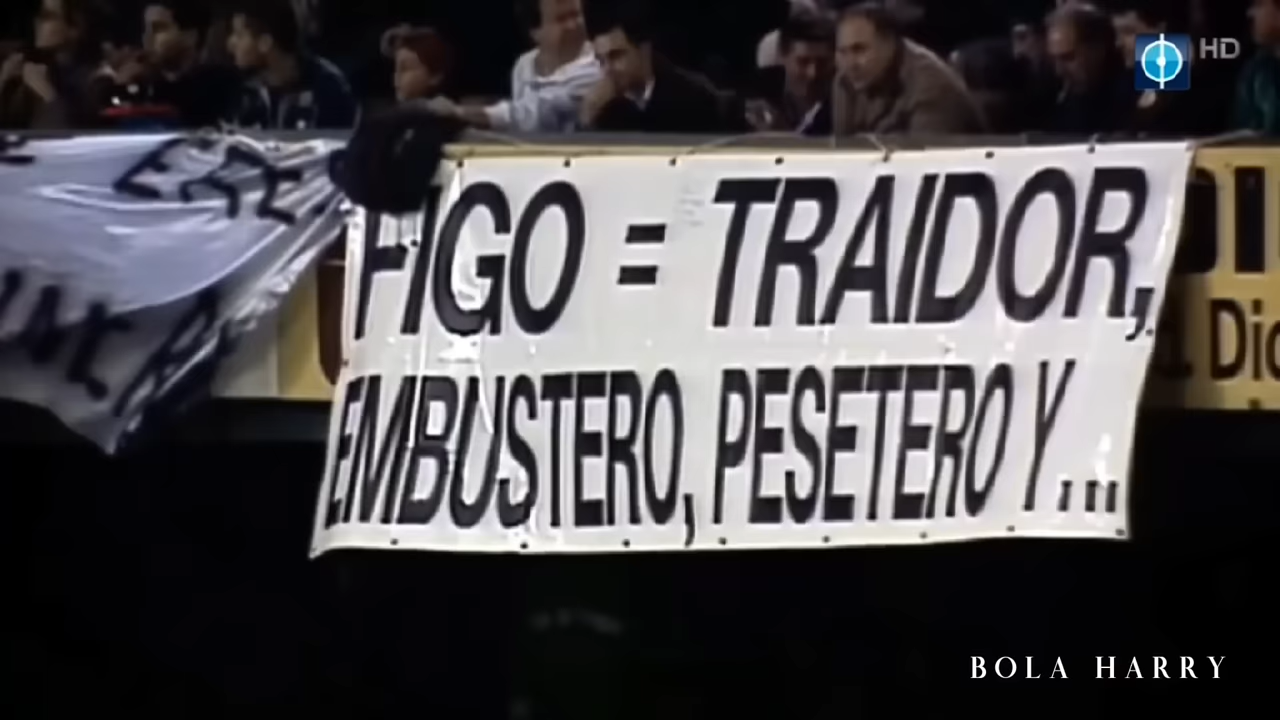 HD
FIGO = TRAIDOR,
EMBUSTERO, PESETERO Y...
BOLA HARRY